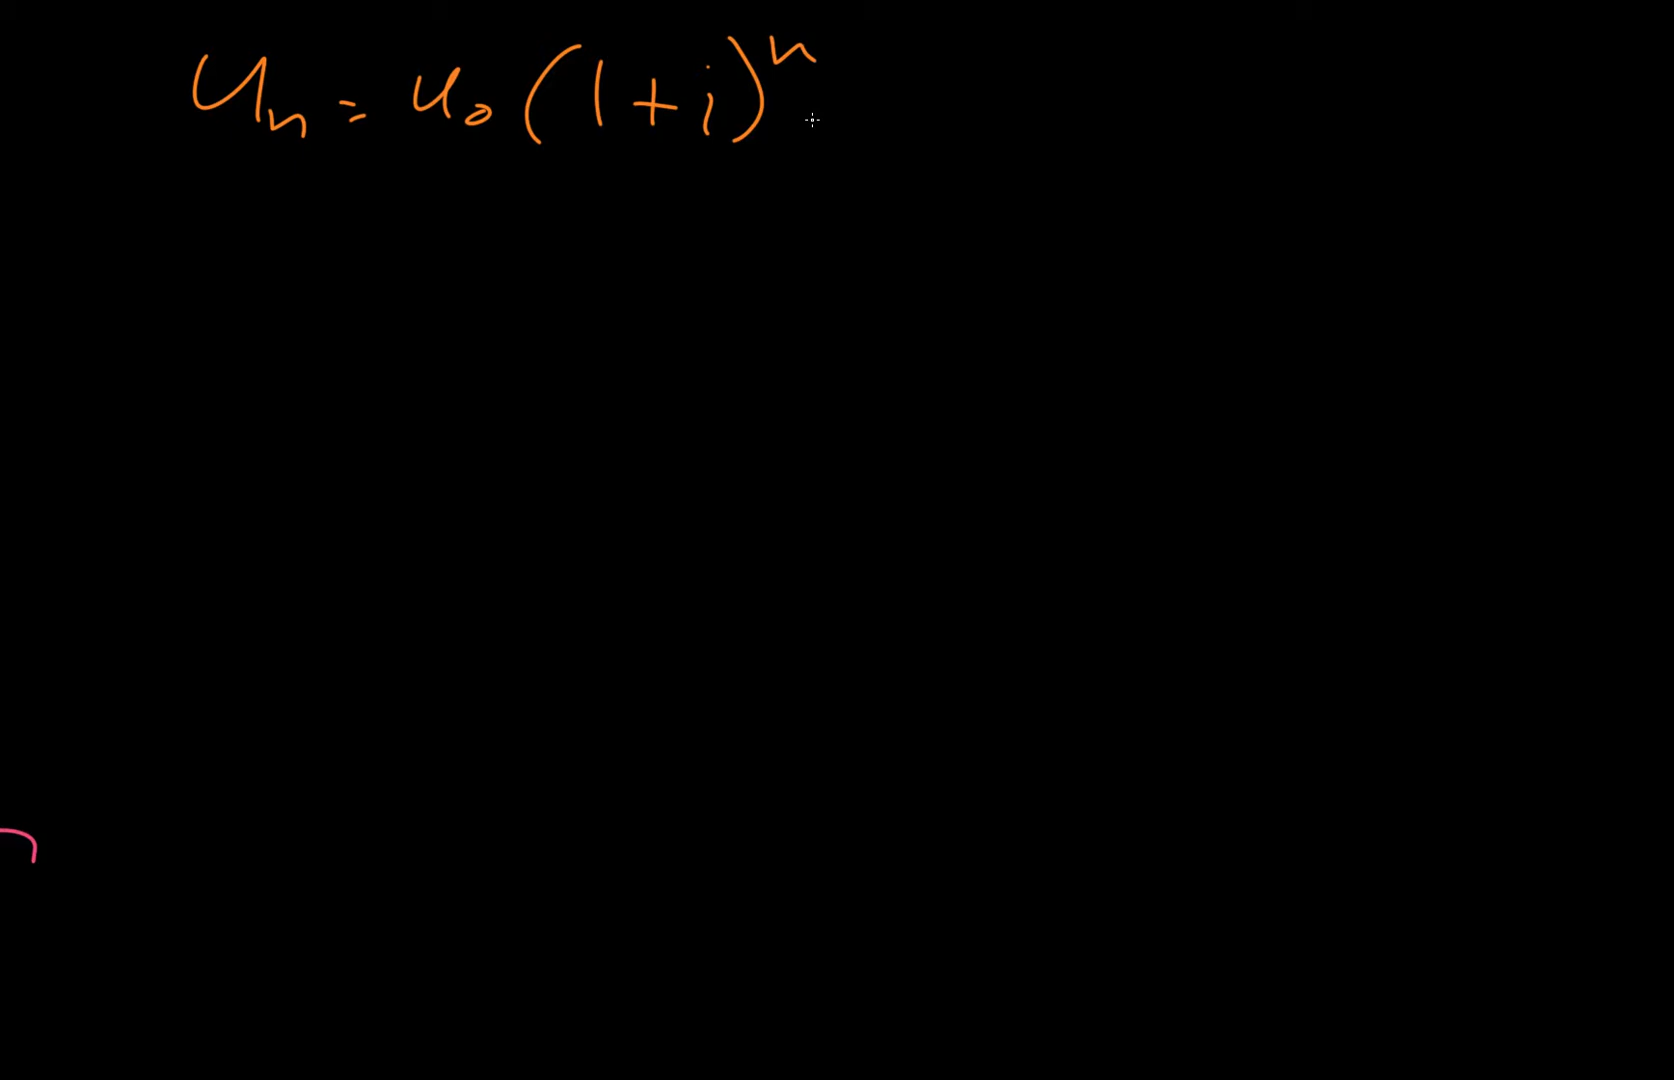 Uₙ = u₀ (1 + i)ⁿ